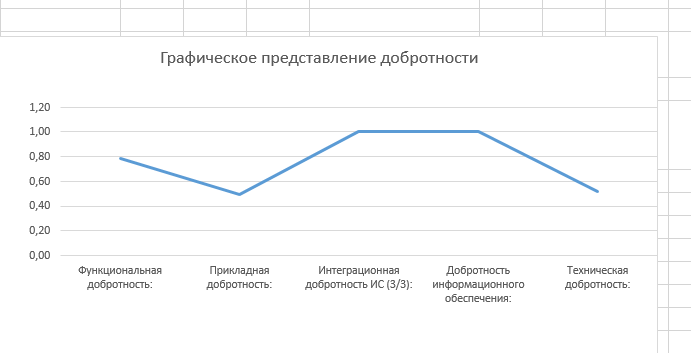 Графическое представление добротности
1,20
1,00
0,80
0,60
0,40
0,20
0,00
Функциональная
добротность:
Прикладная
добротность:
Интеграционная
добротность ИС (3/3):
Добротность
информационного
обеспечения:
Техническая
добротность: